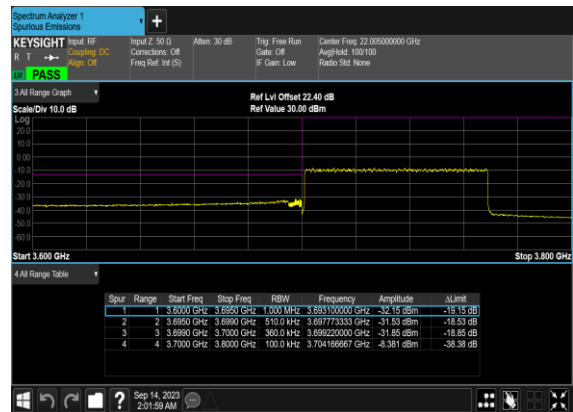 Spectrum Analyzer 1
Spurious Emissions
+
KEYSIGHT Input: RF Input Z: 50 Ω Atten: 30 dB Trig: Free Run Center Freq: 22.005000000 GHz
R T Coupling: DC Corrections: Off Gate: Off Avg|Hold: 100/100
Align: Off Freq Ref: Int (S) IF Gain: Low Radio Std: None
LW PASS
3 All Range Graph
Ref Lvl Offset 22.40 dB
Scale/Div 10.0 dB Ref Value 30.00 dBm
Log
20.0
10.0
0.00
-10.0
-20.0
-30.0
-40.0
-50.0
-60.0
Start 3.600 GHz Stop 3.800 GHz
4 All Range Table
Spur Range Start Freq Stop Freq RBW Frequency Amplitude ΔLimit
1 1 3.6000 GHz 3.6950 GHz 1.000 MHz 3.693100000 GHz -32.15 dBm -19.15 dB
2 2 3.6950 GHz 3.6990 GHz 510.0 kHz 3.697773333 GHz -31.53 dBm -18.53 dB
3 3 3.6990 GHz 3.7000 GHz 360.0 kHz 3.699220000 GHz -31.85 dBm -18.85 dB
4 4 3.7000 GHz 3.8000 GHz 100.0 kHz 3.704166667 GHz -8.381 dBm -38.38 dB
? Sep 14, 2023
2:01:59 AM